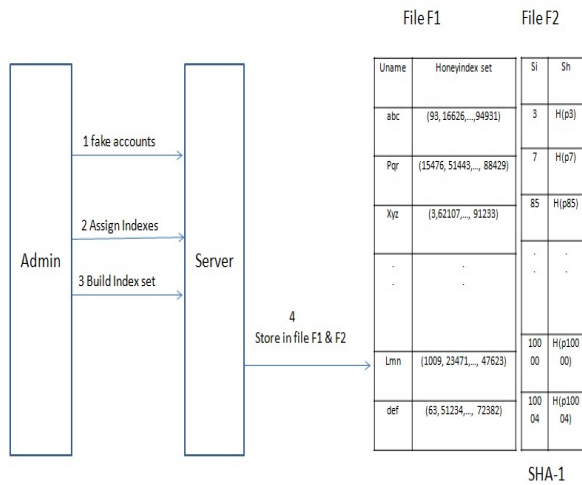 File F1
File F2
Uname
Honeyindex set
Si
Sh
abc
(93, 16626,...,94931)
3
H(p3)
Pqr
(15476, 51443,..., 88429)
7
H(p7)
Xyz
(3,62107,..., 91233)
85
H(p85)
. . . .
. . . .
Lmn
(1009, 23471,..., 47623)
100
00
H(p100
00)
def
(63, 51234,..., 72382)
100
04
H(p100
04)
SHA-1
Admin
Server
1 fake accounts
2 Assign Indexes
3 Build Index set
4
Store in file F1 & F2